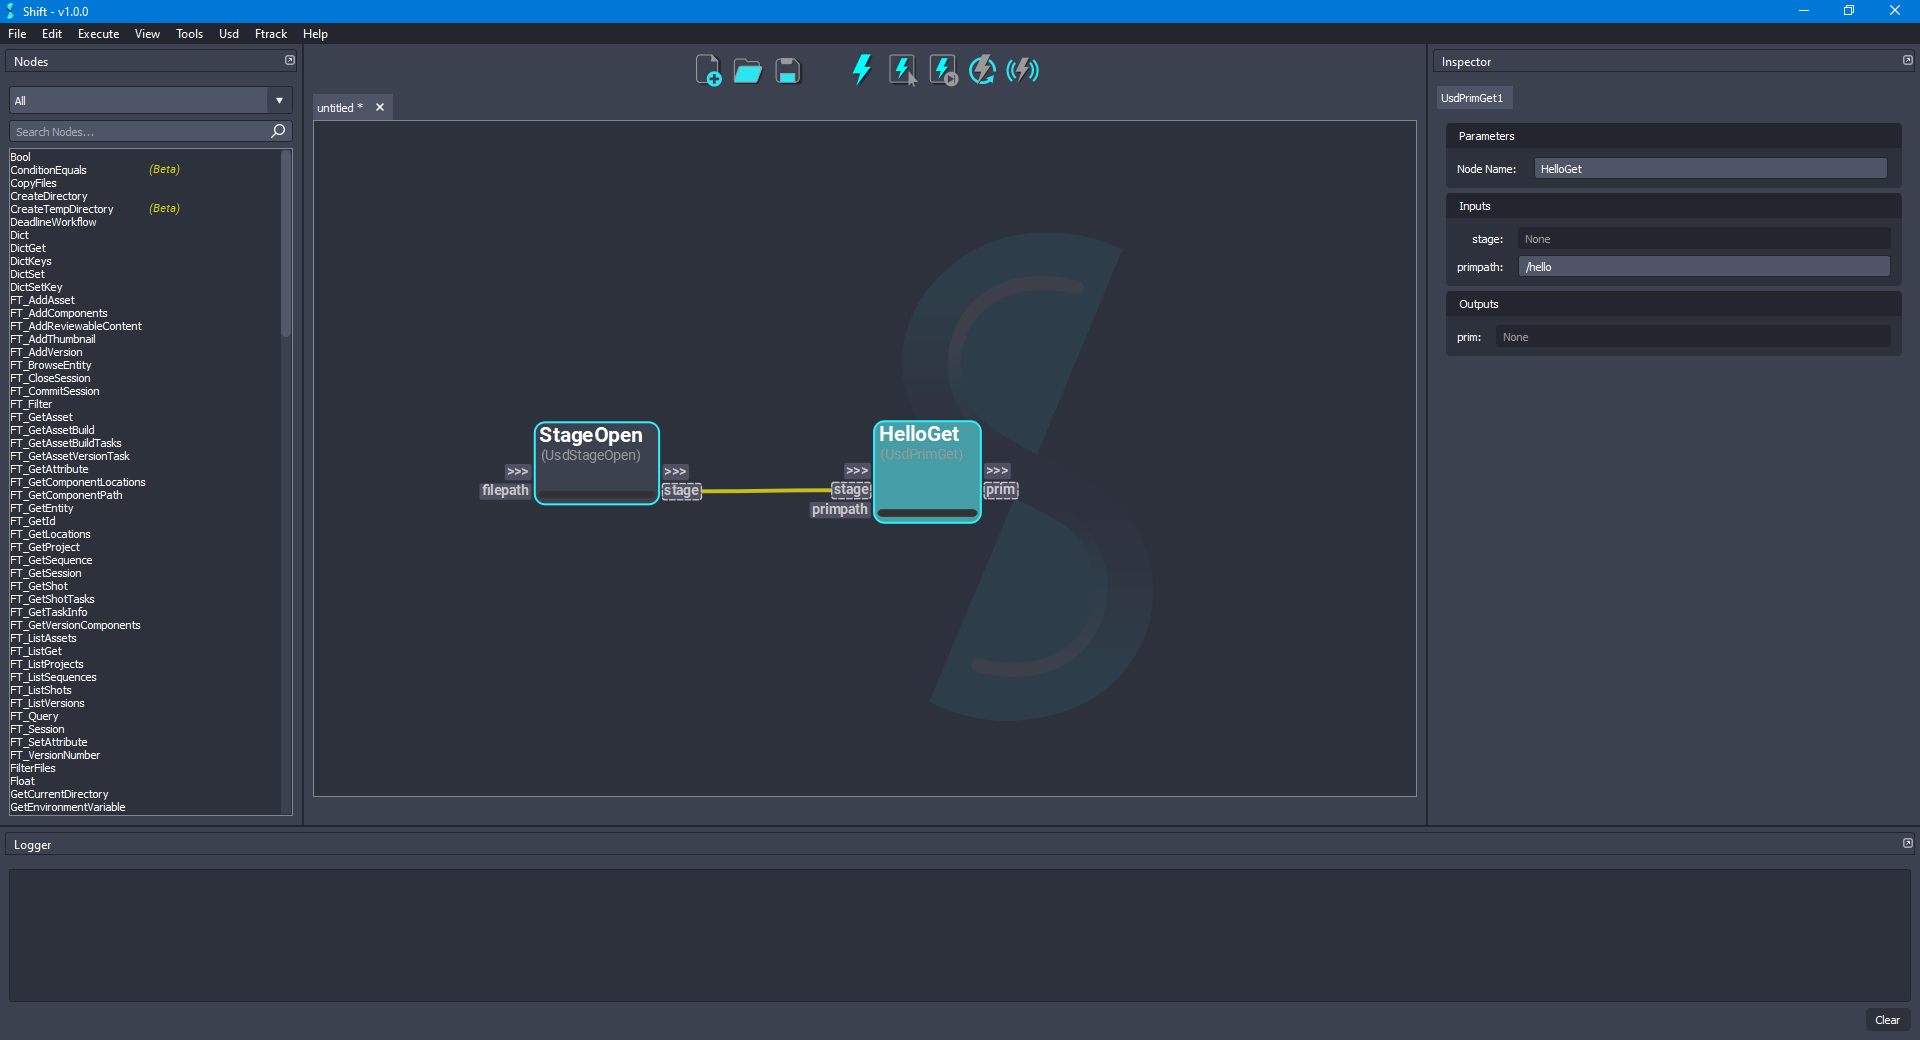 Shift - v1.0.0
File Edit Execute View Tools Usd Ftrack Help
Nodes
All
Search Nodes...
Bool
ConditionEquals (Beta)
CopyFiles
CreateDirectory
CreateTempDirectory (Beta)
DeadlineWorkflow
Dict
DictGet
DictKeys
DictSet
DictSetKey
FT_AddAsset
FT_AddComponents
FT_AddReviewableContent
FT_AddThumbnail
FT_AddVersion
FT_BrowseEntity
FT_CloseSession
FT_CommitSession
FT_Filter
FT_GetAsset
FT_GetAssetBuild
FT_GetAssetBuildTasks
FT_GetAssetVersionTask
FT_GetAttribute
FT_GetComponentLocations
FT_GetComponentPath
FT_GetEntity
FT_GetId
FT_GetLocations
FT_GetProject
FT_GetSequence
FT_GetSession
FT_GetShot
FT_GetShotTasks
FT_GetTaskInfo
FT_GetVersionComponents
FT_ListAssets
FT_ListGet
FT_ListProjects
FT_ListSequences
FT_ListShots
FT_ListVersions
FT_Query
FT_Session
FT_SetAttribute
FT_VersionNumber
FilterFiles
Float
GetCurrentDirectory
GetEnvironmentVariable
untitled *
StageOpen
(UsdStageOpen)
>>> >>>
filepath stage
HelloGet
(UsdPrimGet)
>>> >>>
stage prim
primpath
Inspector
UsdPrimGet1
Parameters
Node Name: HelloGet
Inputs
stage: None
primpath: /hello
Outputs
prim: None
Logger
Clear